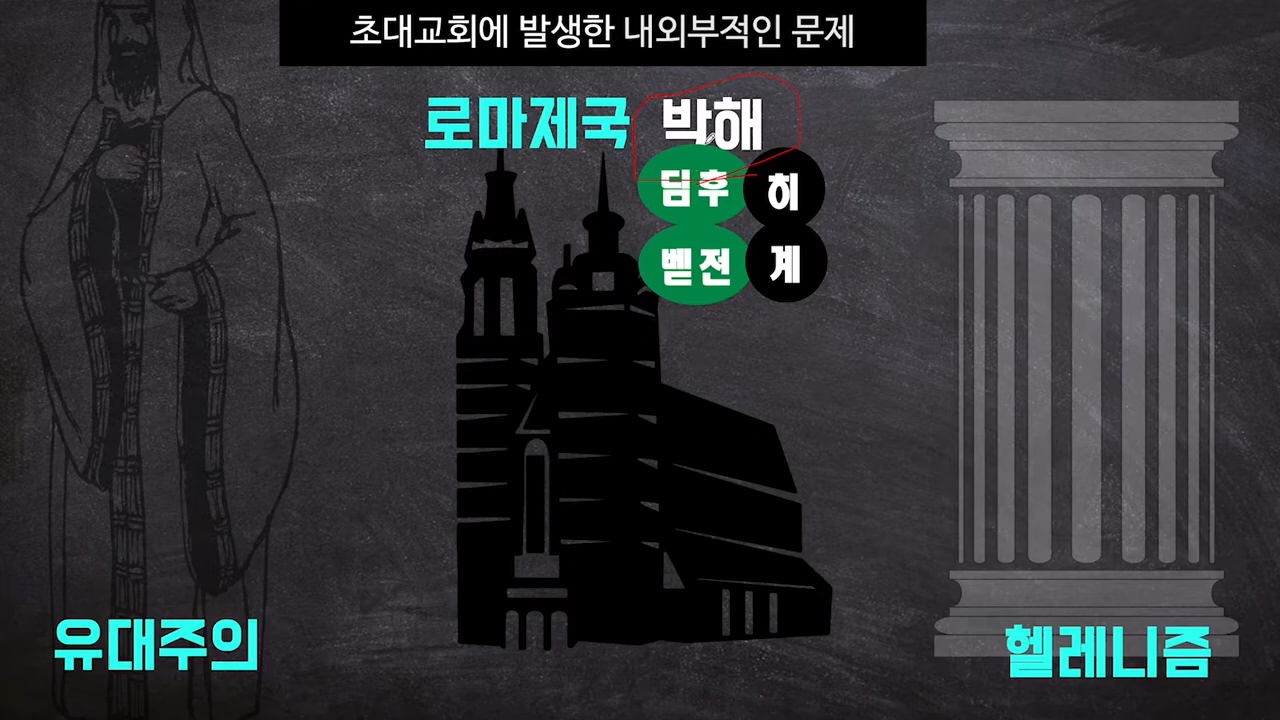 초대교회에 발생한 내외부적인 문제
로마제국 박해
딤후 히
벧전 계
유대주의
헬레니즘